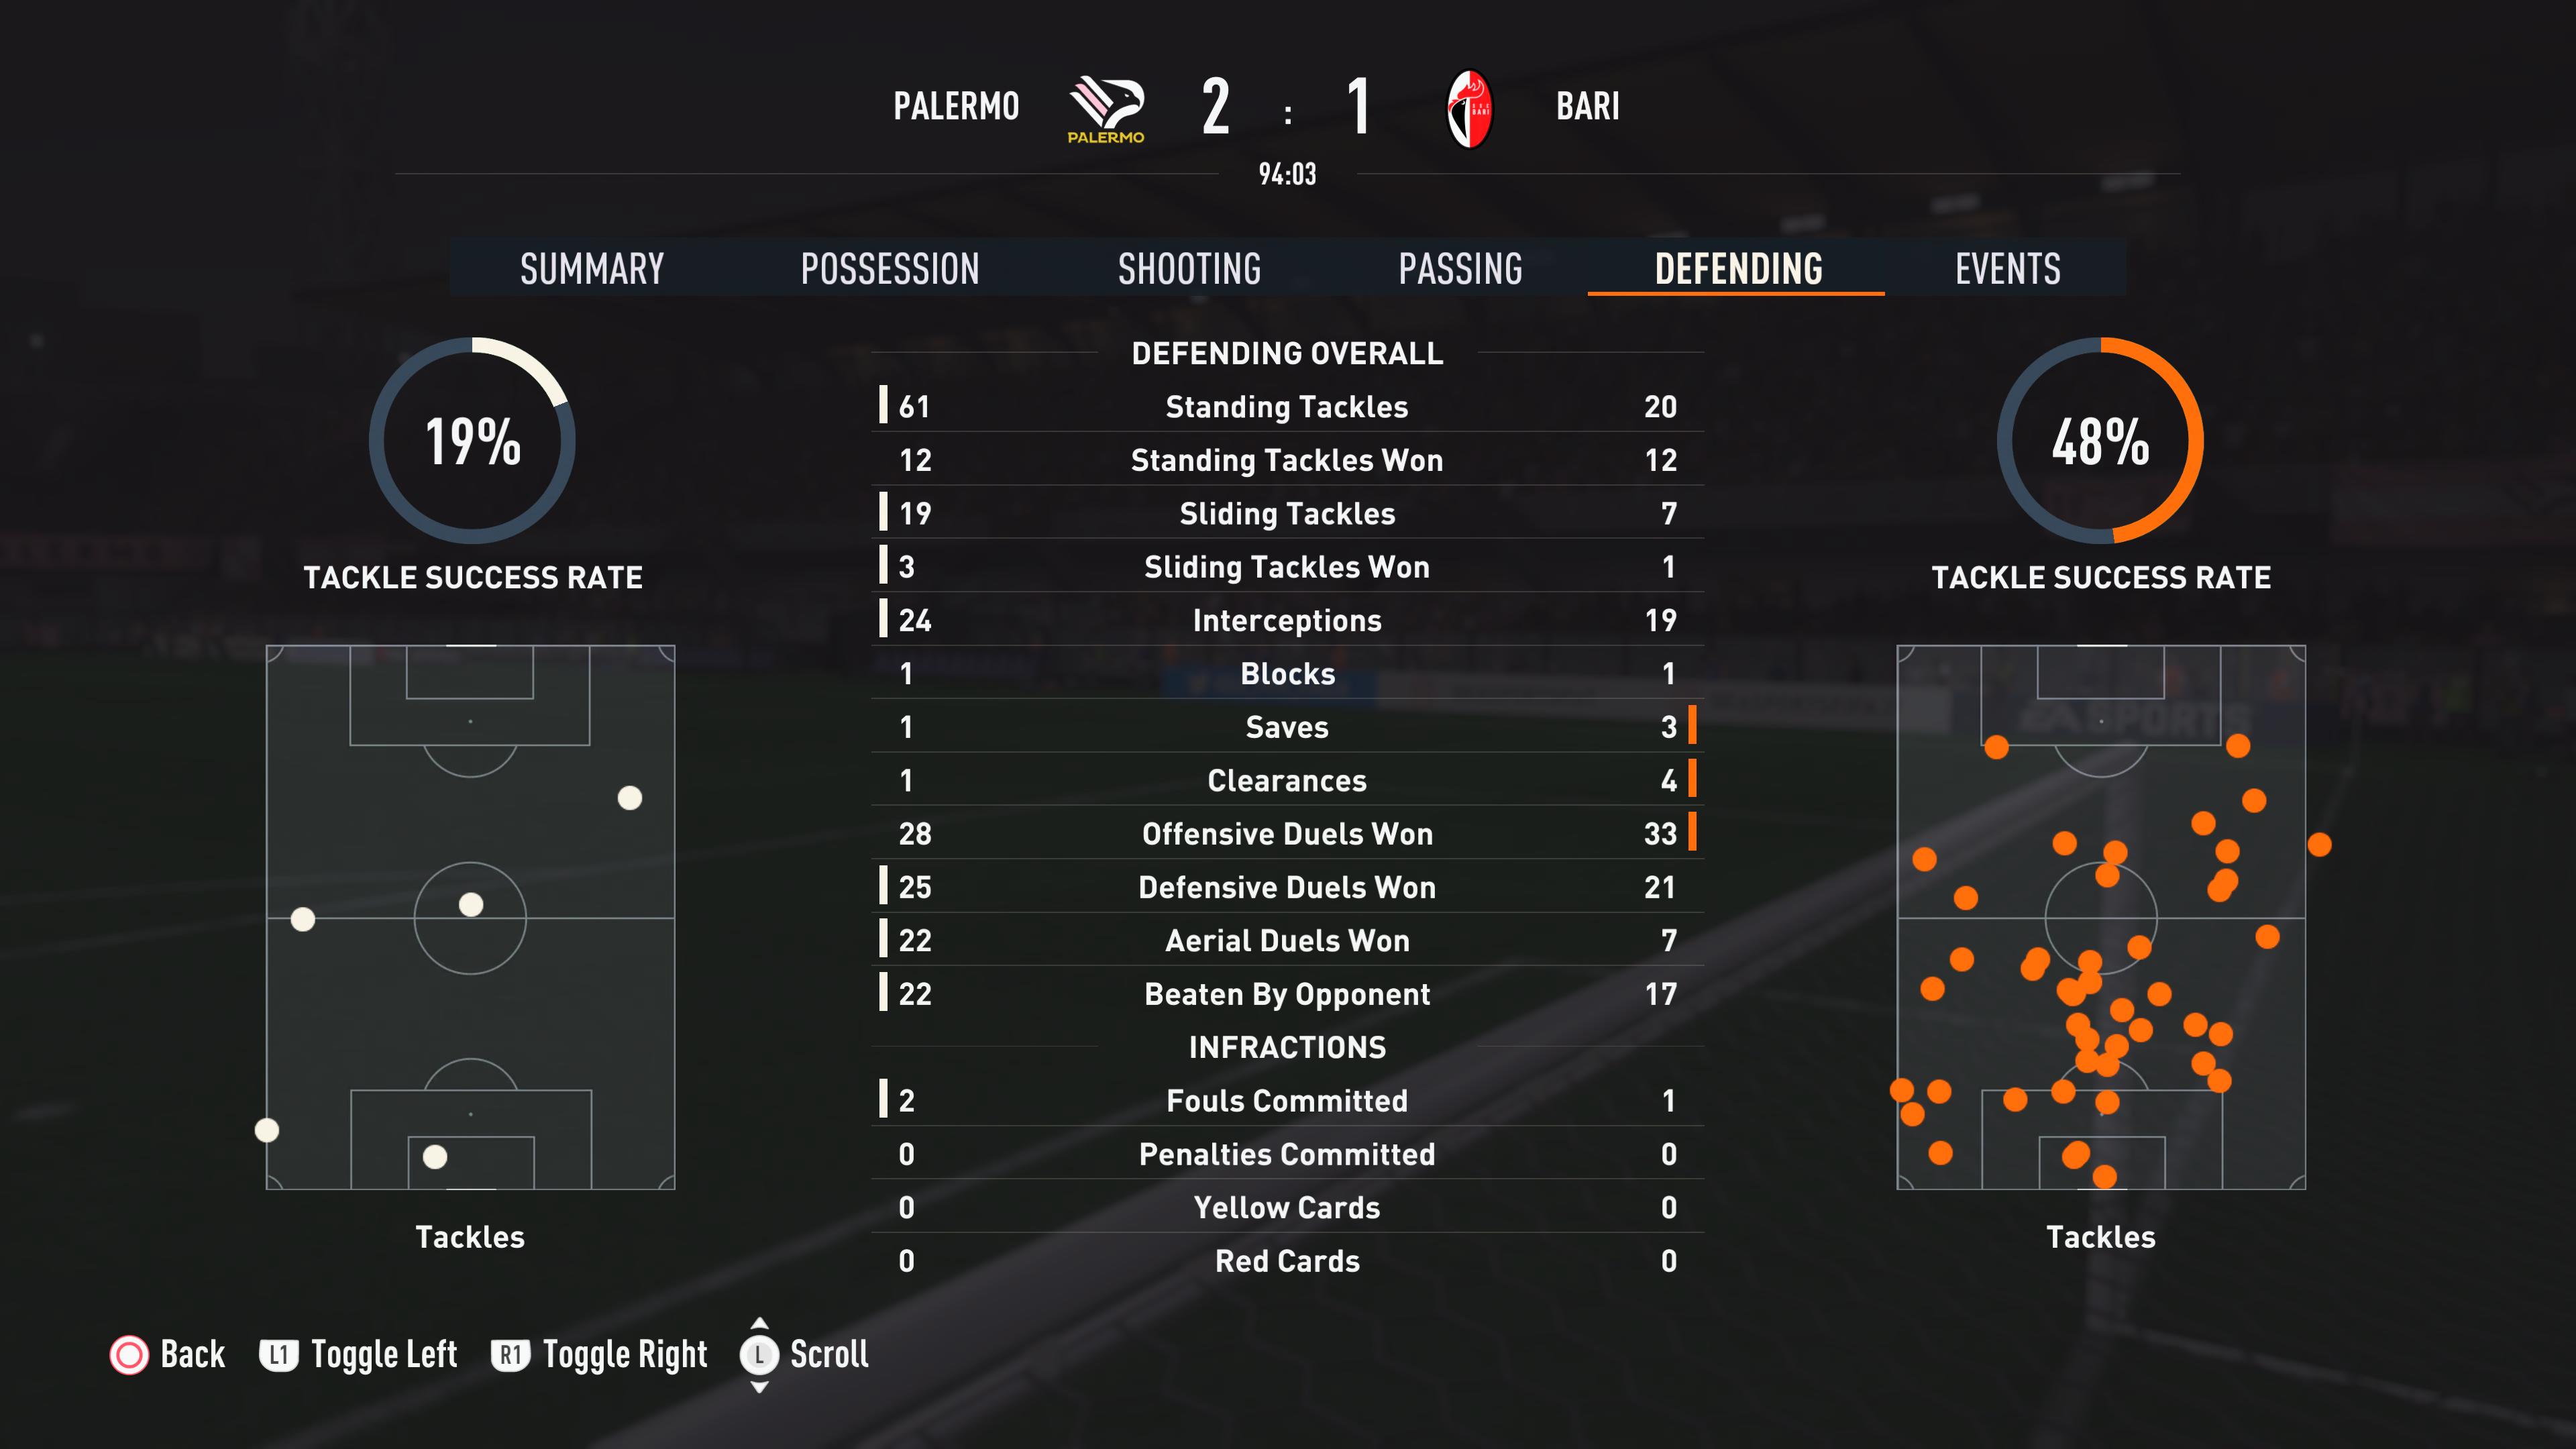 PALERMO PALERMO 2 : 1 BARI BARI
94:03
SUMMARY POSSESSION SHOOTING PASSING DEFENDING EVENTS
DEFENDING OVERALL
61 Standing Tackles 20
12 Standing Tackles Won 12
19 Sliding Tackles 7
3 Sliding Tackles Won 1
24 Interceptions 19
1 Blocks 1
1 Saves 3
1 Clearances 4
28 Offensive Duels Won 33
25 Defensive Duels Won 21
22 Aerial Duels Won 7
22 Beaten By Opponent 17
INFRACTIONS
2 Fouls Committed 1
0 Penalties Committed 0
0 Yellow Cards 0
0 Red Cards 0
19%
TACKLE SUCCESS RATE
Tackles
48%
TACKLE SUCCESS RATE
EA SPORTS
Tackles
Back L1 Toggle Left R1 Toggle Right L Scroll